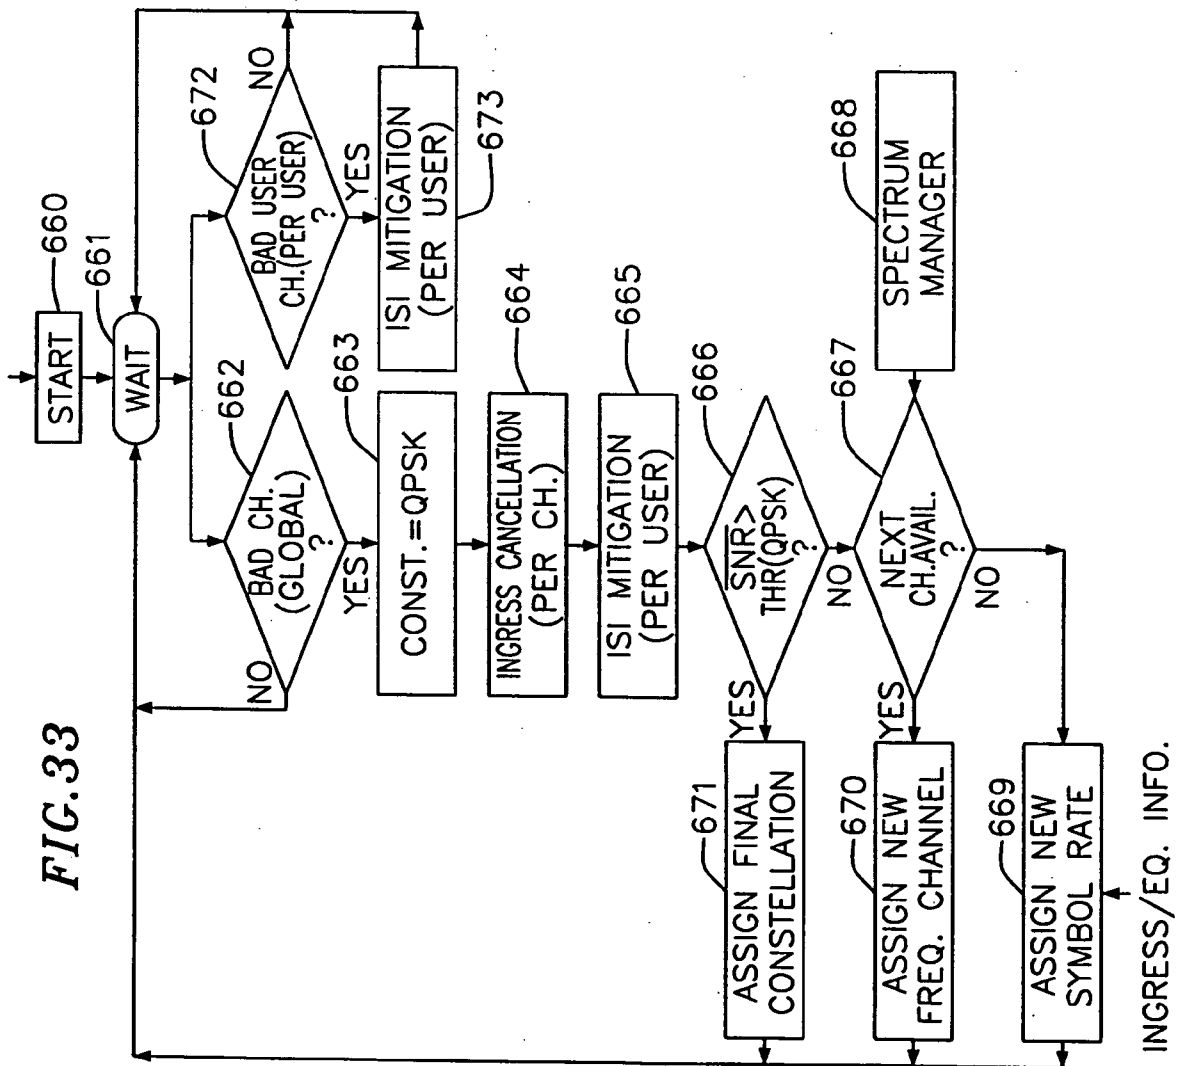 FIG.33
START
660
WAIT
661
BAD CH.
(GLOBAL)
?
662
NO
YES
BAD USER
CH.(PER USER)
?
672
NO
YES
CONST.=QPSK
663
ISI MITIGATION
(PER USER)
673
INGRESS CANCELLATION
(PER CH.)
664
ISI MITIGATION
(PER USER)
665
SNR>
THR(QPSK)
?
666
YES
NO
ASSIGN FINAL
CONSTELLATION
671
NEXT
CH.AVAIL.
?
667
YES
NO
SPECTRUM
MANAGER
668
ASSIGN NEW
FREQ. CHANNEL
670
ASSIGN NEW
SYMBOL RATE
669
INGRESS/EQ. INFO.